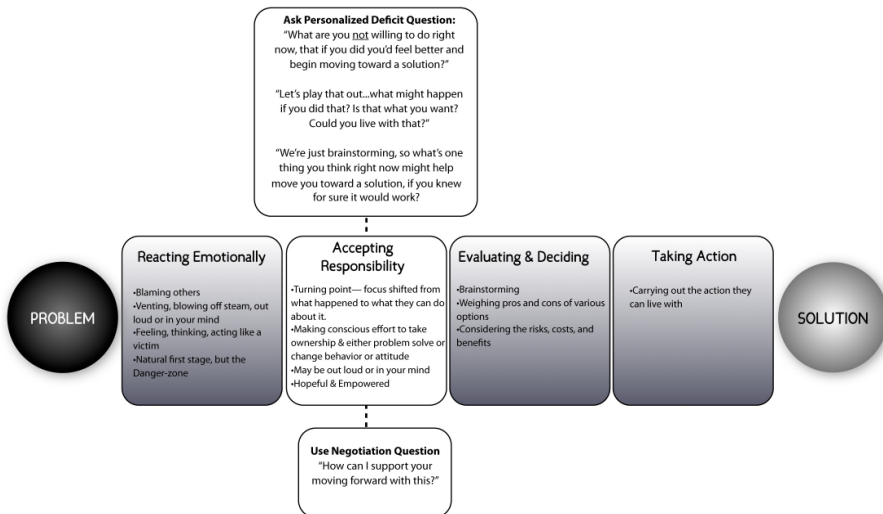 Ask Personalized Deficit Question:
“What are you not willing to do right
now, that if you did you’d feel better and
begin moving toward a solution?”
“Let’s play that out...what might happen
if you did that? Is that what you want?
Could you live with that?”
“We’re just brainstorming, so what’s one
thing you think right now might help
move you toward a solution, if you knew
for sure it would work?
PROBLEM
Reacting Emotionally
•Blaming others
•Venting, blowing off steam, out
loud or in your mind
•Feeling, thinking, acting like a
victim
•Natural first stage, but the
Danger-zone
Accepting
Responsibility
•Turning point— focus shifted from
what happened to what they can do
about it.
•Making conscious effort to take
ownership & either problem solve or
change behavior or attitude
•May be out loud or in your mind
•Hopeful & Empowered
Evaluating & Deciding
•Brainstorming
•Weighing pros and cons of various
options
•Considering the risks, costs, and
benefits
Taking Action
•Carrying out the action they
can live with
SOLUTION
Use Negotiation Question
“How can I support your
moving forward with this?”